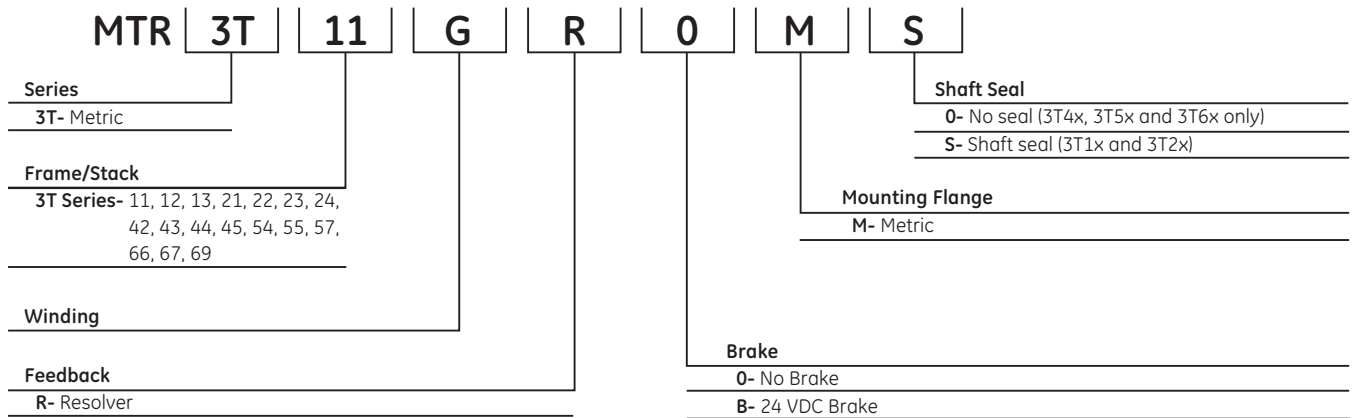 MTR 3T 11 G R 0 M S
Series
3T- Metric
Frame/Stack
3T Series- 11, 12, 13, 21, 22, 23, 24,
42, 43, 44, 45, 54, 55, 57,
66, 67, 69
Winding
Feedback
R- Resolver
Shaft Seal
0- No seal (3T4x, 3T5x and 3T6x only)
S- Shaft seal (3T1x and 3T2x)
Mounting Flange
M- Metric
Brake
0- No Brake
B- 24 VDC Brake